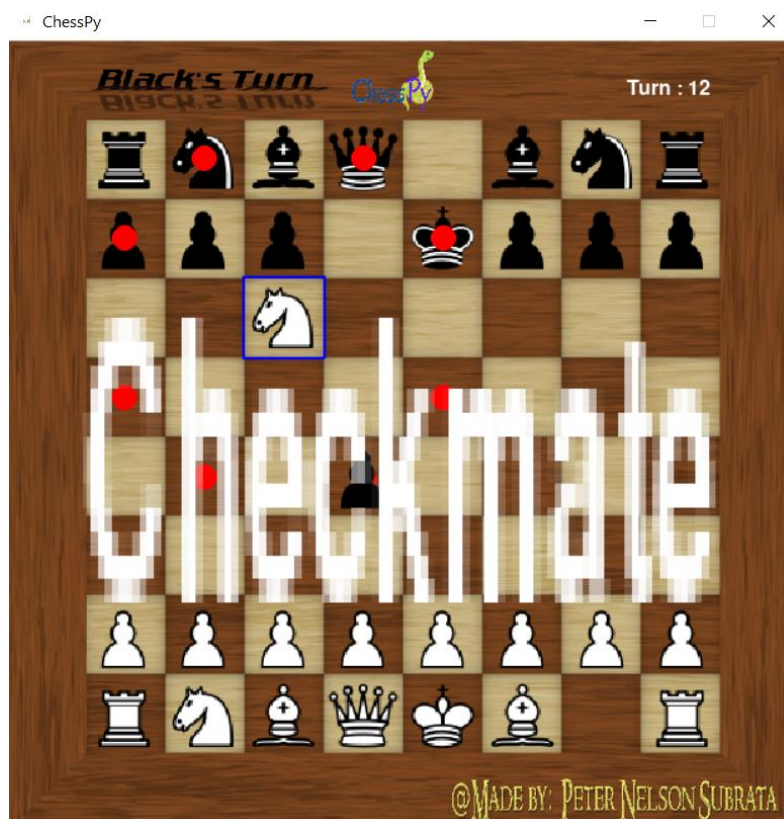 ChessPy
Black's Turn
ChessPy
Turn : 12
Checkmate
@Made by: Peter Nelson Subrata